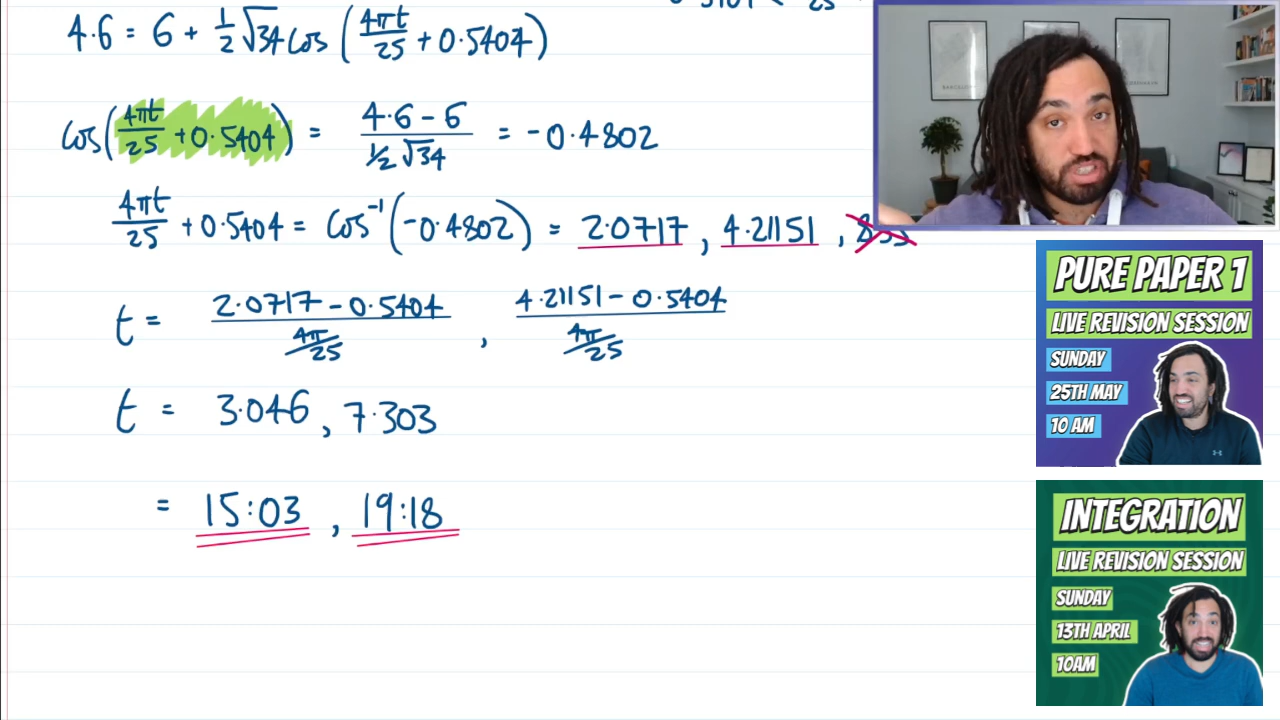 4.6 = 6 + 1/2 √34 cos (4πt/25 + 0.5404)
cos(4πt/25 + 0.5404) = (4.6 - 6)/(1/2 √34) = -0.4802
4πt/25 + 0.5404 = cos⁻¹(-0.4802) = 2.0717, 4.21151,
t = (2.0717 - 0.5404)/(4π/25), (4.21151 - 0.5404)/(4π/25)
t = 3.046, 7.303
= 15:03, 19:18
PURE PAPER 1
LIVE REVISION SESSION
SUNDAY
25TH MAY
10 AM
INTEGRATION
LIVE REVISION SESSION
SUNDAY
13TH APRIL
10AM